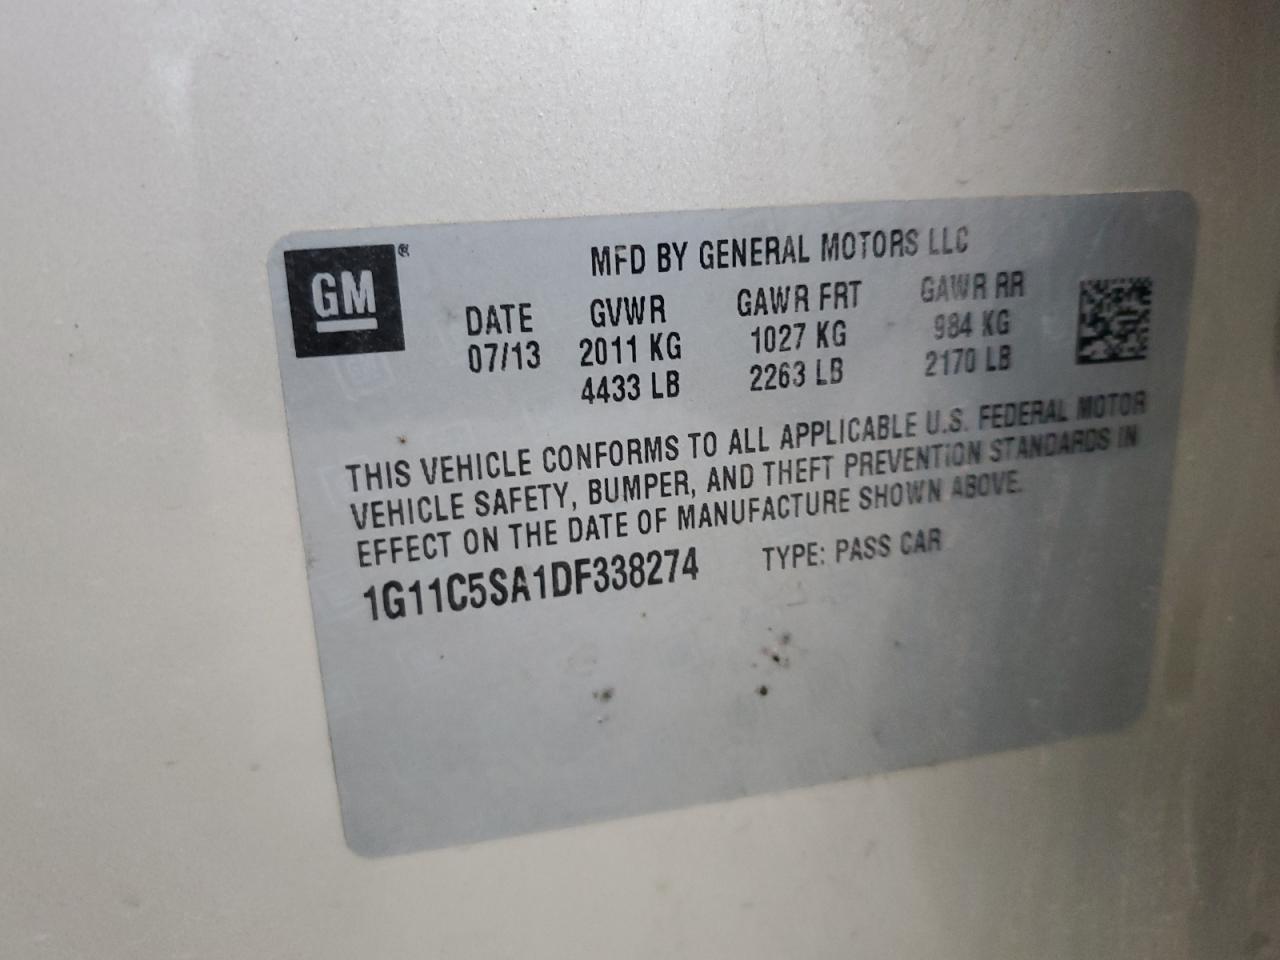 GM®
MFD BY GENERAL MOTORS LLC
DATE GVWR GAWR FRT GAWR RR
07/13 2011 KG 1027 KG 984 KG
4433 LB 2263 LB 2170 LB
THIS VEHICLE CONFORMS TO ALL APPLICABLE U.S. FEDERAL MOTOR
VEHICLE SAFETY, BUMPER, AND THEFT PREVENTION STANDARDS IN
EFFECT ON THE DATE OF MANUFACTURE SHOWN ABOVE.
1G11C5SA1DF338274 TYPE: PASS CAR